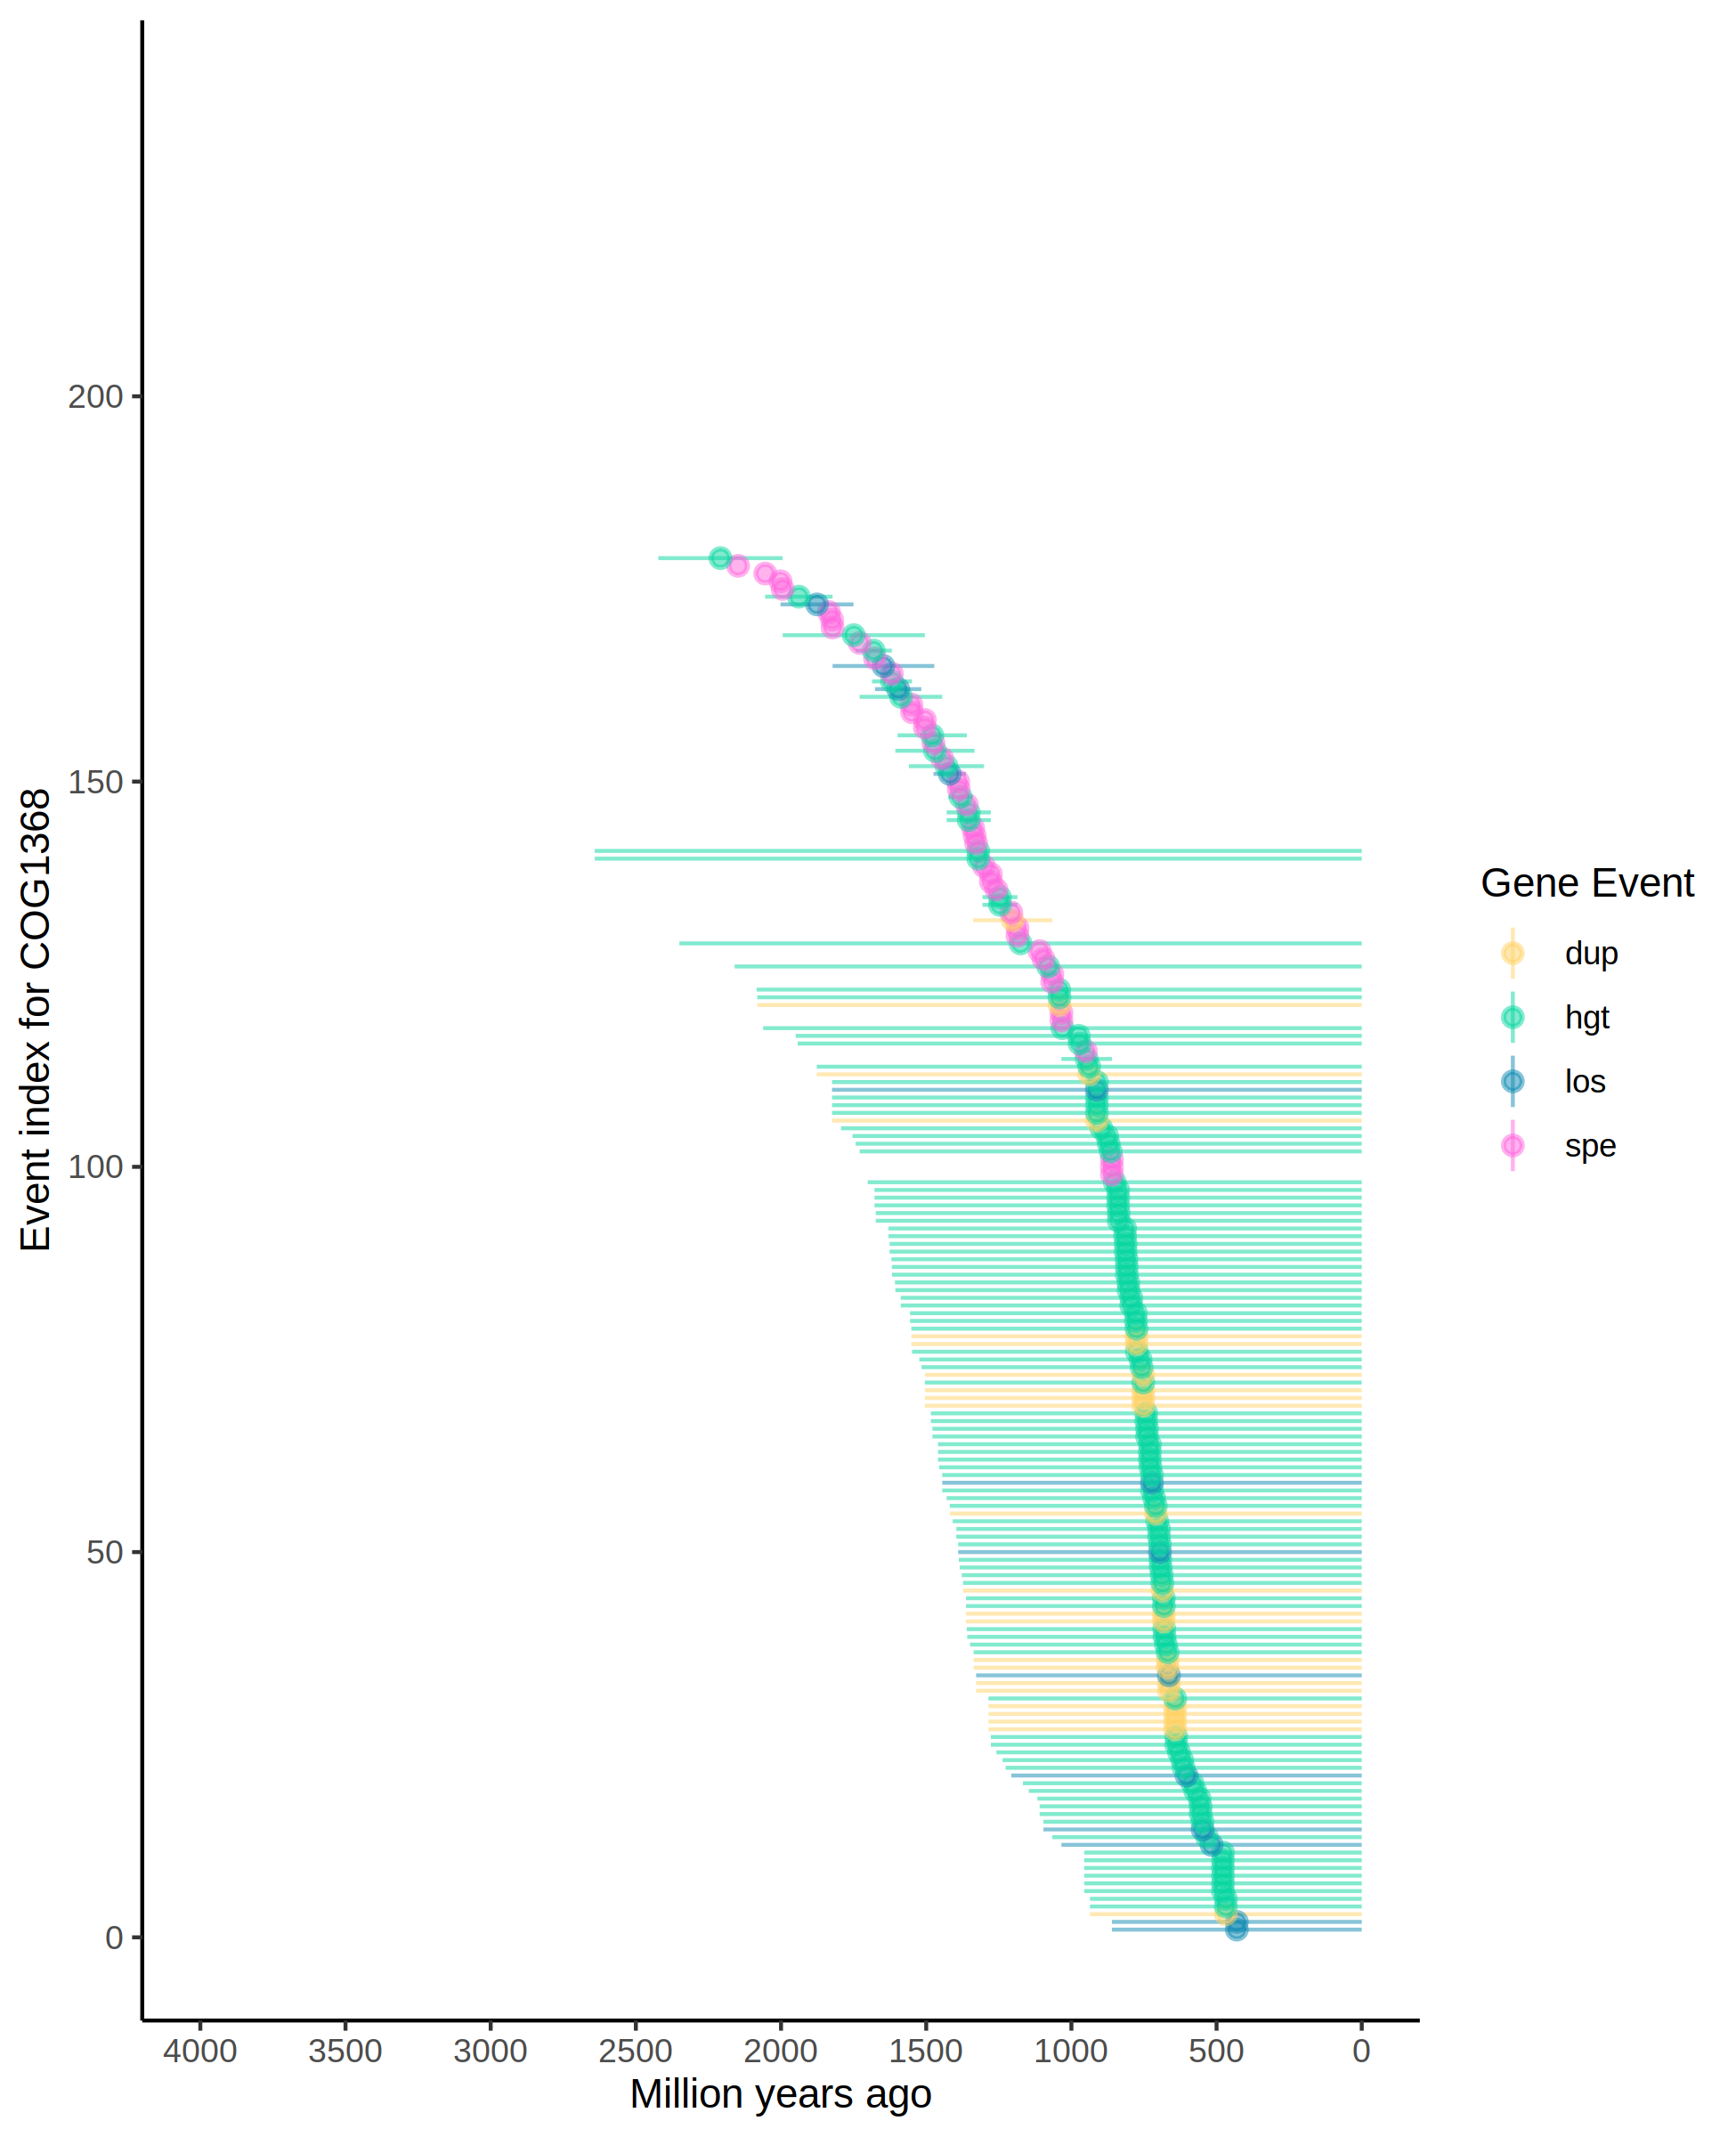 Event index for COG1368
200
150
100
50
0
4000 3500 3000 2500 2000 1500 1000 500 0
Million years ago
Gene Event
dup
hgt
los
spe